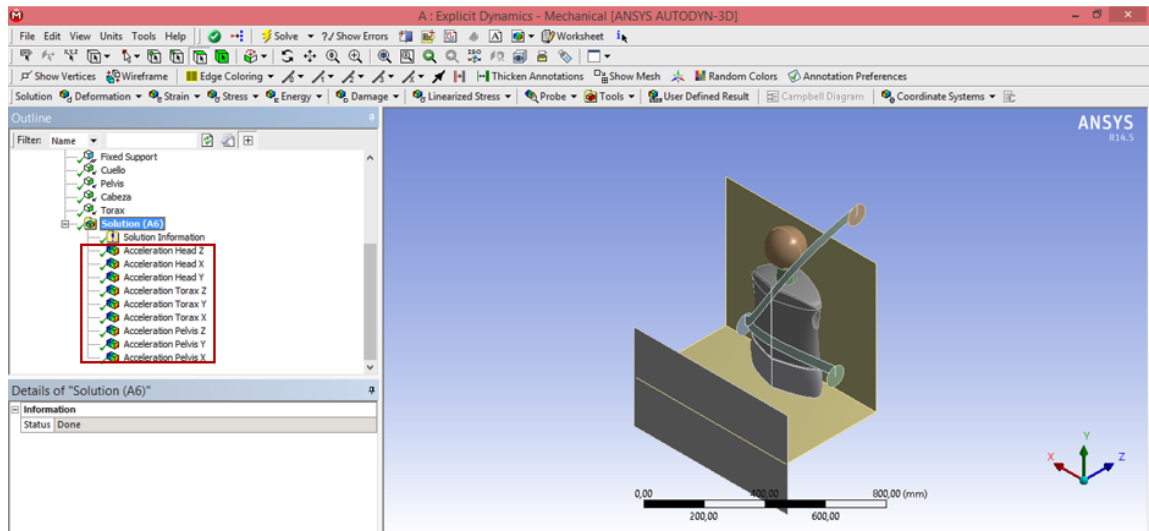 A : Explicit Dynamics - Mechanical [ANSYS AUTODYN-3D]
File Edit View Units Tools Help Solve ?/ Show Errors Worksheet
Show Vertices Wireframe Edge Coloring Thicken Annotations Show Mesh Random Colors Annotation Preferences
Solution Deformation Strain Stress Energy Damage Linearized Stress Probe Tools User Defined Result Campbell Diagram Coordinate Systems
Outline
Filter: Name
Fixed Support
Cuello
Pelvis
Cabeza
Torax
Solution (A6)
Solution Information
Acceleration Head Z
Acceleration Head X
Acceleration Head Y
Acceleration Torax Z
Acceleration Torax Y
Acceleration Torax X
Acceleration Pelvis Z
Acceleration Pelvis Y
Acceleration Pelvis X
Details of "Solution (A6)"
Information
Status Done
ANSYS
R14.5
Y
X Z
0,00 400,00 800,00 (mm)
200,00 600,00